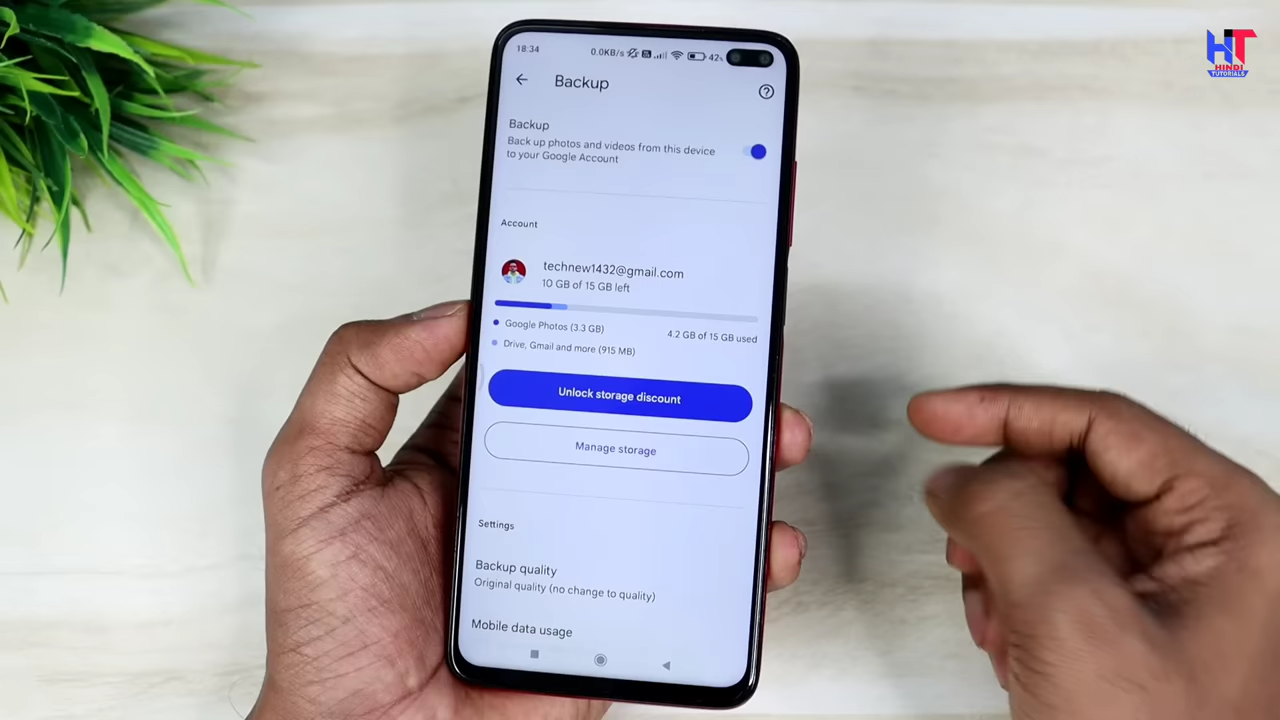 18:34 0.0KB/s 42%
Backup
Backup
Back up photos and videos from this device
to your Google Account
Account
technew1432@gmail.com
10 GB of 15 GB left
Google Photos (3.3 GB) 4.2 GB of 15 GB used
Drive, Gmail and more (915 MB)
Unlock storage discount
Manage storage
Settings
Backup quality
Original quality (no change to quality)
Mobile data usage
HT
HINDI
TUTORIALS